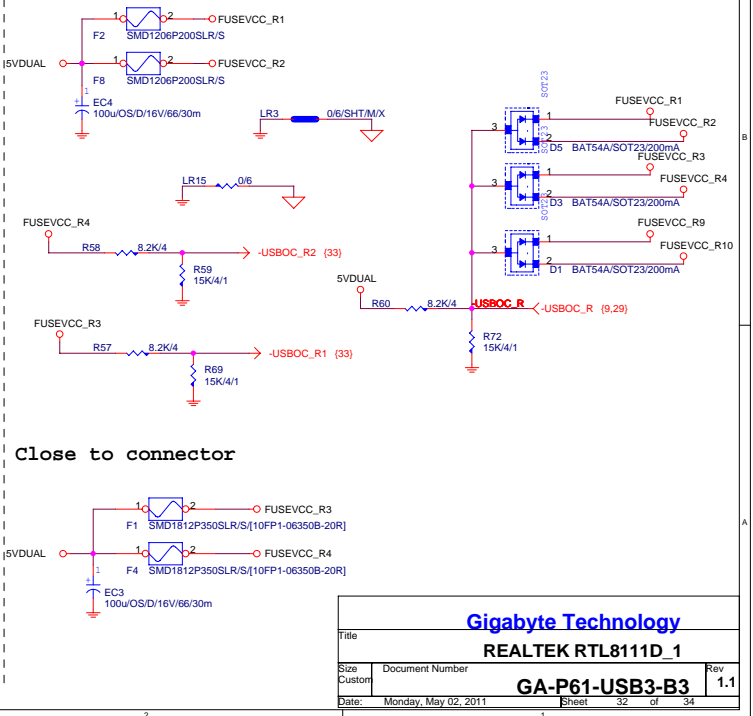 1 2 FUSEVCC_R1
F2 SMD1206P200SLR/S
5VDUAL 1 2 FUSEVCC_R2
F8 SMD1206P200SLR/S
1
+ EC4
100u/OS/D/16V/66/30m
LR3 0/6/SHT/M/X
LR15 0/6
FUSEVCC_R4
R58 8.2K/4 -USBOC_R2 {33}
R59
15K/4/1
FUSEVCC_R3
R57 8.2K/4 -USBOC_R1 {33}
R69
15K/4/1
SOT23
FUSEVCC_R1
1
FUSEVCC_R2
3
2
SOT23
D5 BAT54A/SOT23/200mA
FUSEVCC_R3
1
FUSEVCC_R4
3
2
SOT23
D3 BAT54A/SOT23/200mA
FUSEVCC_R9
1
FUSEVCC_R10
3
2
D1 BAT54A/SOT23/200mA
5VDUAL
R60 8.2K/4 -USBOC_R -USBOC_R {9,29}
R72
15K/4/1
B
A
Close to connector
1 2 FUSEVCC_R3
F1 SMD1812P350SLR/S/[10FP1-06350B-20R]
5VDUAL 1 2 FUSEVCC_R4
F4 SMD1812P350SLR/S/[10FP1-06350B-20R]
1
+ EC3
100u/OS/D/16V/66/30m
Gigabyte Technology
Title
REALTEK RTL8111D_1
Size Document Number Rev
Custom GA-P61-USB3-B3 1.1
Date: Monday, May 02, 2011 Sheet 32 of 34
2 1